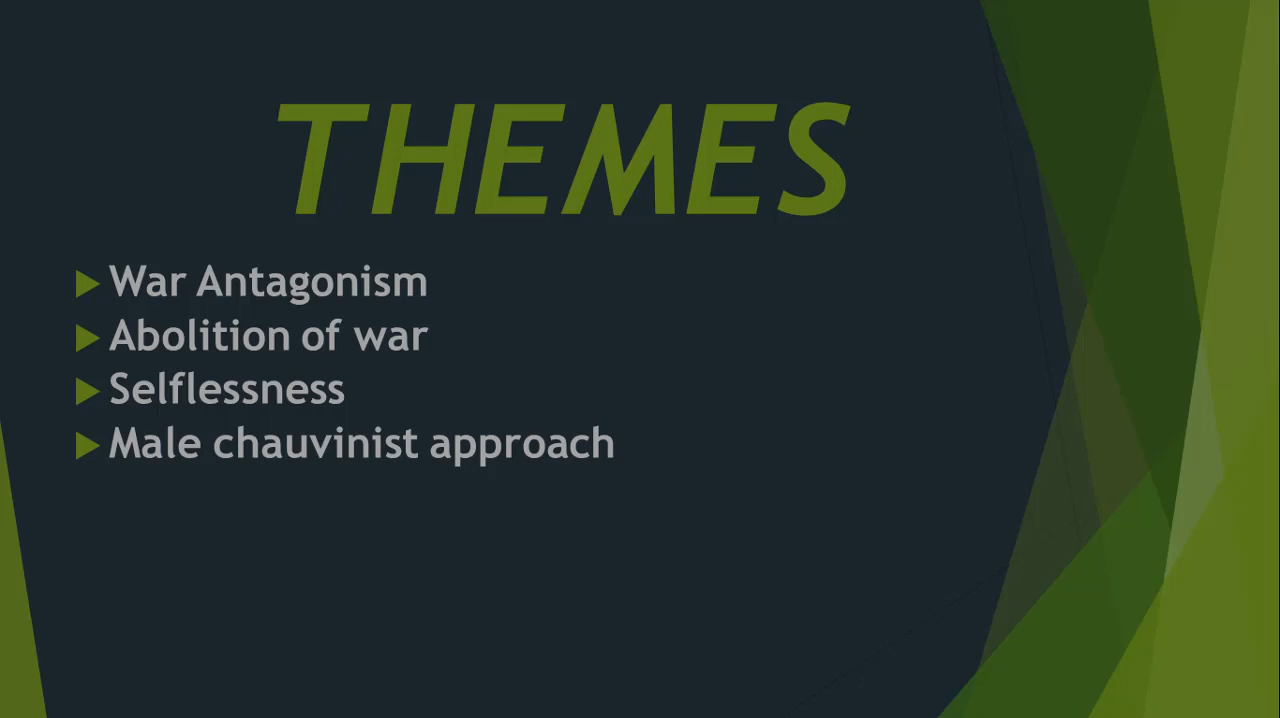 THEMES
War Antagonism
Abolition of war
Selflessness
Male chauvinist approach